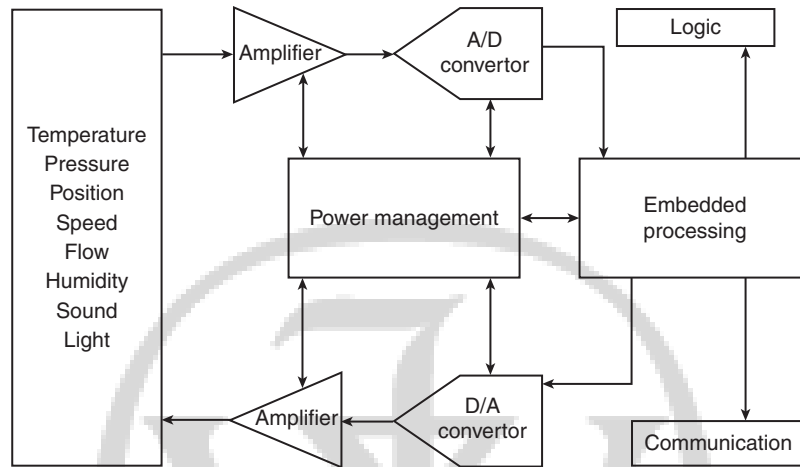 Temperature
Pressure
Position
Speed
Flow
Humidity
Sound
Light
Amplifier
A/D
convertor
Logic
Power management
Embedded
processing
Amplifier
D/A
convertor
Communication